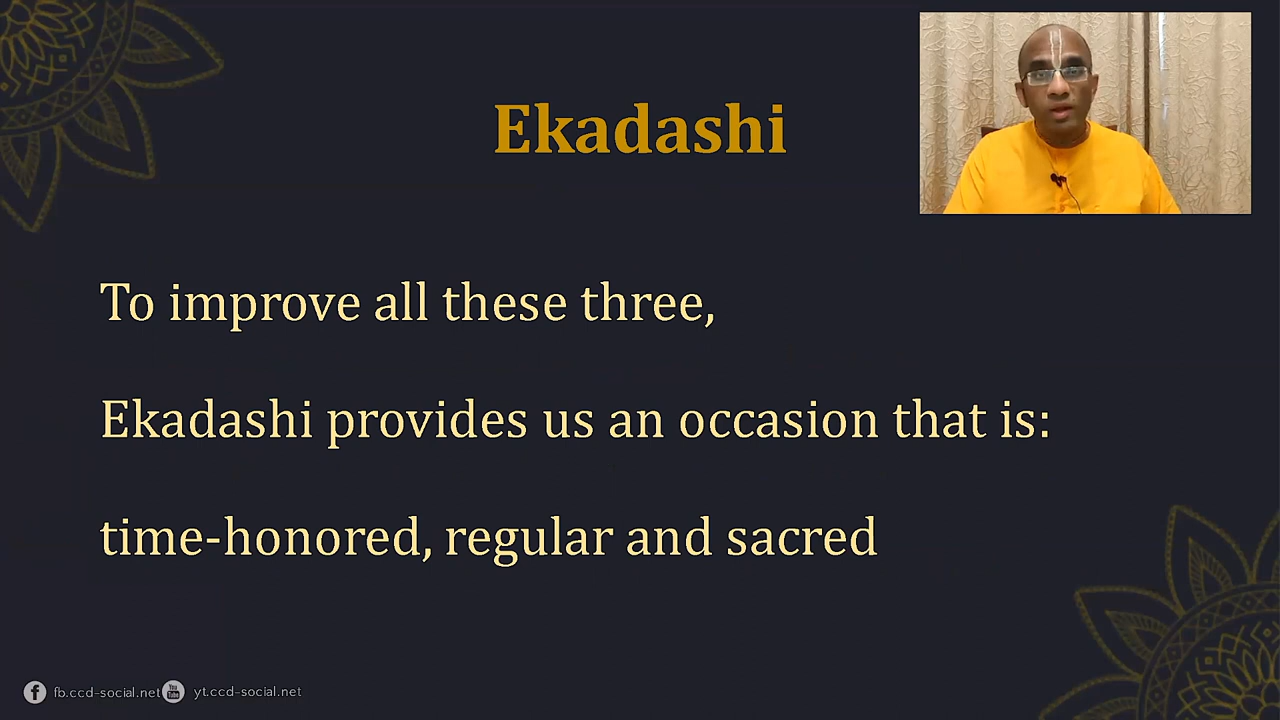 Ekadashi
To improve all these three,
Ekadashi provides us an occasion that is:
time-honored, regular and sacred
fb.ccd-social.net yt.ccd-social.net